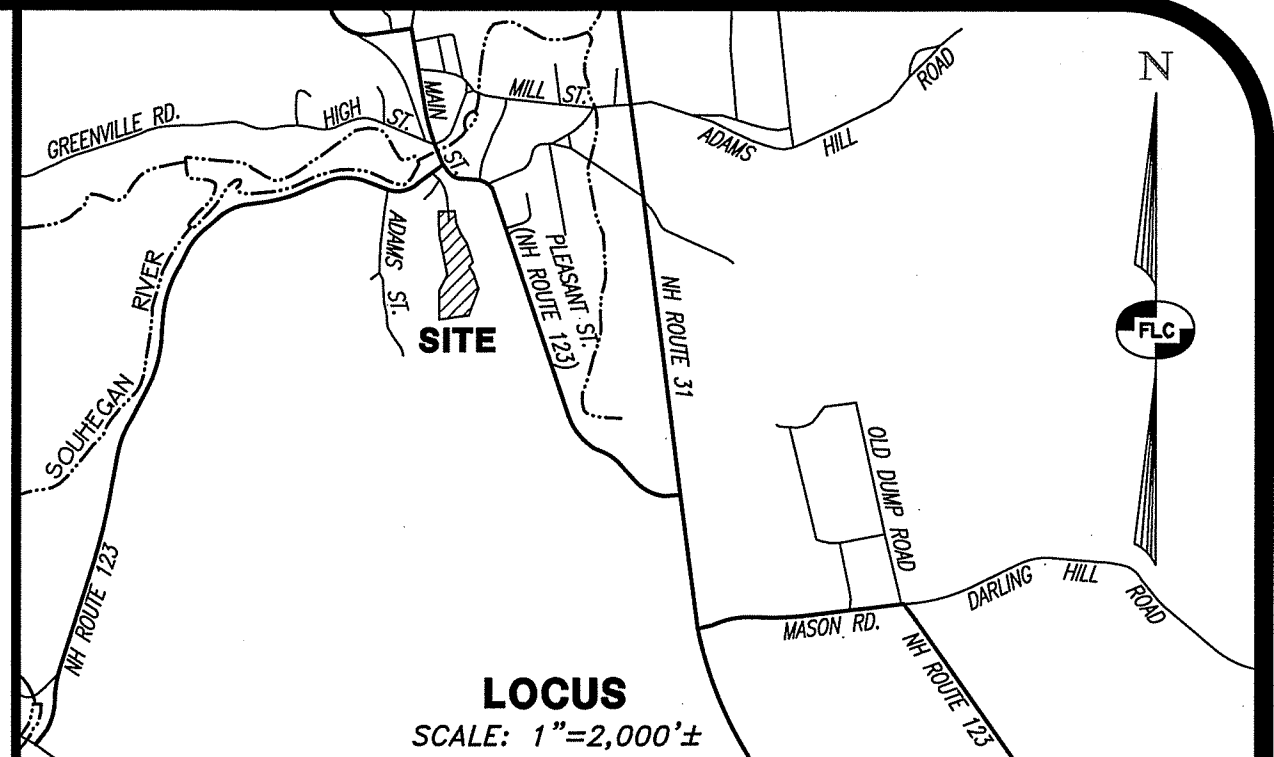 N
GREENVILLE RD.
HIGH ST.
MAIN ST.
MILL ST.
ADAMS HILL ROAD
ADAMS ST.
SITE
(NH ROUTE 123)
PLEASANT ST.
NH ROUTE 31
FLC
SOUHEGAN RIVER
NH ROUTE 123
OLD DUMP ROAD
DARLING HILL ROAD
MASON RD.
NH ROUTE 123
LOCUS
SCALE: 1"=2,000'±